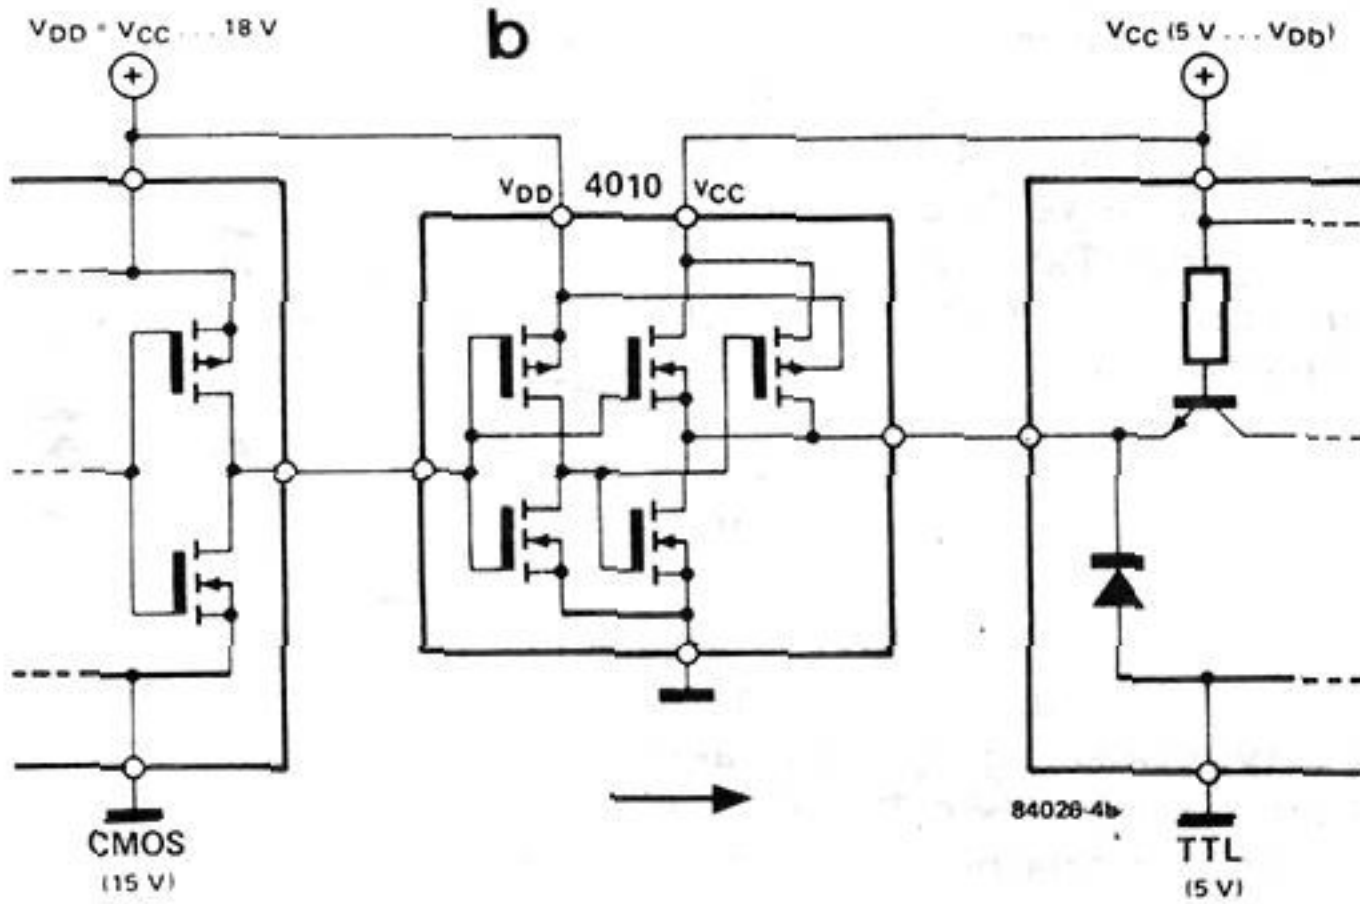 VDD = VCC ... 18 V
b
VCC (5 V ... VDD)
+
+
VDD 4010 VCC
84026-4b
CMOS
(15 V)
TTL
(5 V)